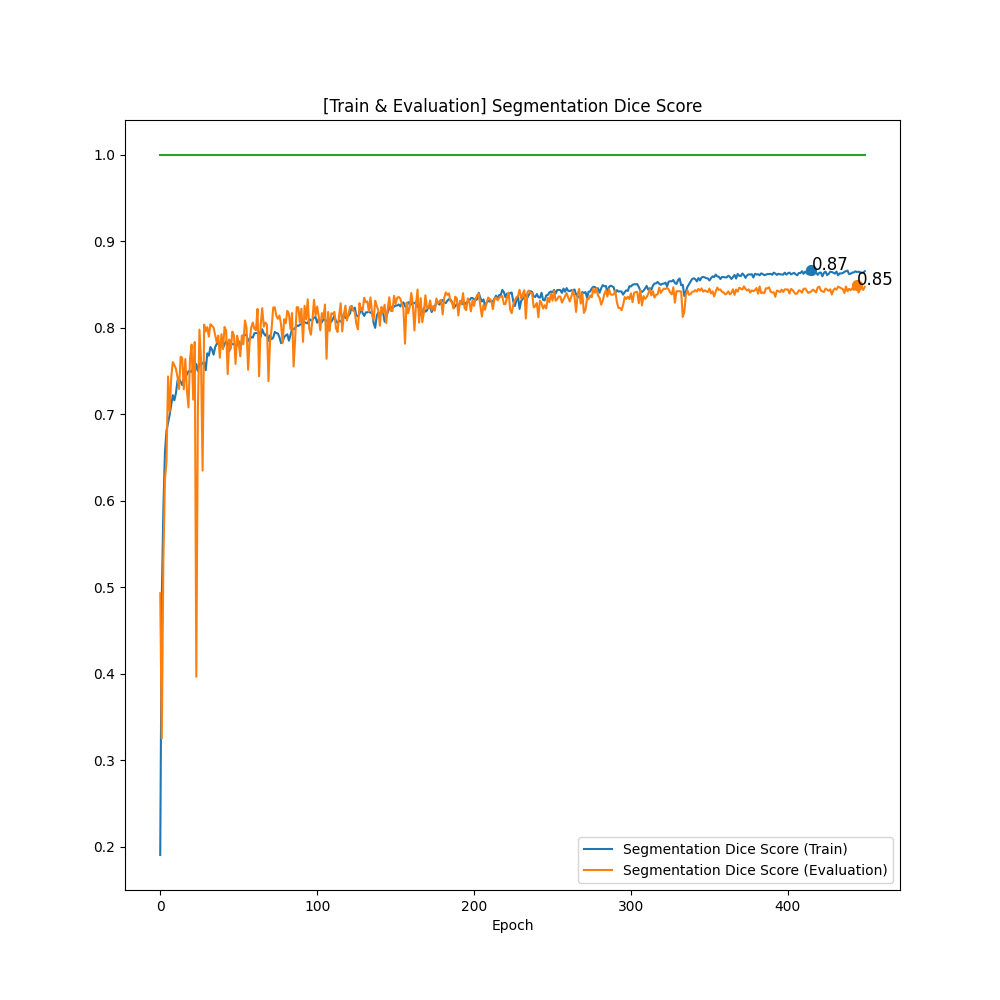 [Train & Evaluation] Segmentation Dice Score
1.0
0.9
0.8
0.7
0.6
0.5
0.4
0.3
0.2
0.87
0.85
Segmentation Dice Score (Train)
Segmentation Dice Score (Evaluation)
0 100 200 300 400
Epoch